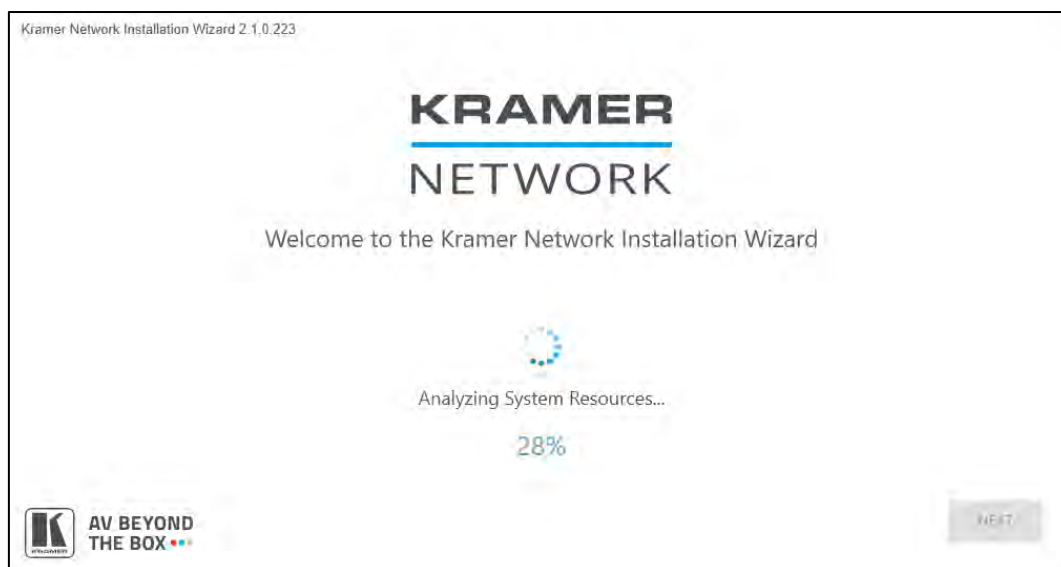 Kramer Network Installation Wizard 2.1.0.223
KRAMER
NETWORK
Welcome to the Kramer Network Installation Wizard
Analyzing System Resources...
28%
KRAMER
AV BEYOND
THE BOX
NEXT